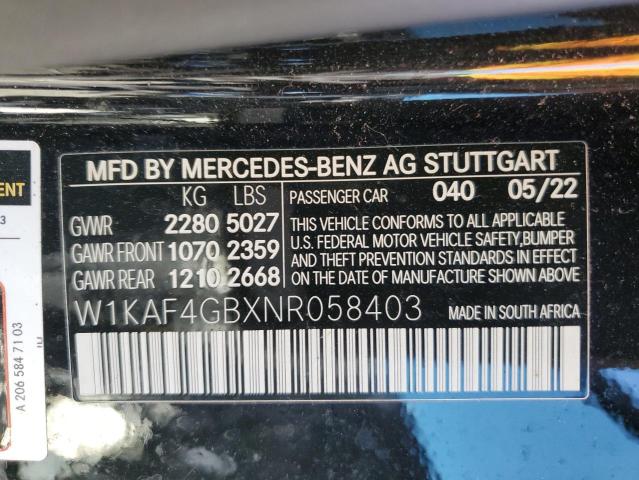 MFD BY MERCEDES-BENZ AG STUTTGART
KG LBS
GVWR 2280 5027
GAWR FRONT 1070 2359
GAWR REAR 1210 2668
PASSENGER CAR 040 05/22
THIS VEHICLE CONFORMS TO ALL APPLICABLE
U.S. FEDERAL MOTOR VEHICLE SAFETY, BUMPER
AND THEFT PREVENTION STANDARDS IN EFFECT
ON THE DATE OF MANUFACTURE SHOWN ABOVE.
W1KAF4GBXNR058403 MADE IN SOUTH AFRICA
A 206 584 71 03